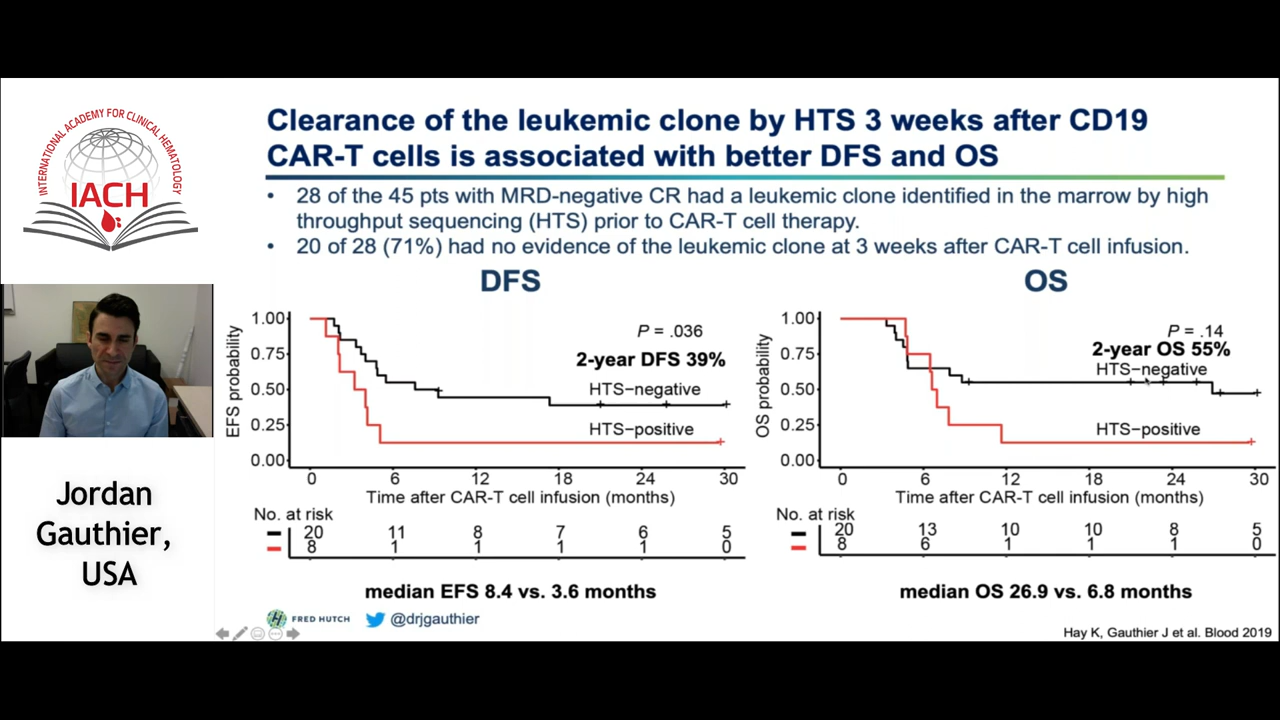 INTERNATIONAL ACADEMY FOR CLINICAL HEMATOLOGY
IACH
Jordan
Gauthier,
USA
Clearance of the leukemic clone by HTS 3 weeks after CD19
CAR-T cells is associated with better DFS and OS
• 28 of the 45 pts with MRD-negative CR had a leukemic clone identified in the marrow by high
throughput sequencing (HTS) prior to CAR-T cell therapy.
• 20 of 28 (71%) had no evidence of the leukemic clone at 3 weeks after CAR-T cell infusion.
DFS
EFS probability
1.00
0.75
0.50
0.25
0.00
P = .036
2-year DFS 39%
HTS−negative
HTS−positive
0 6 12 18 24 30
Time after CAR-T cell infusion (months)
No. at risk
20 11 8 7 6 5
8 1 1 1 1 0
median EFS 8.4 vs. 3.6 months
OS
OS probability
1.00
0.75
0.50
0.25
0.00
P = .14
2-year OS 55%
HTS−negative
HTS−positive
0 6 12 18 24 30
Time after CAR-T cell infusion (months)
No. at risk
20 13 10 10 8 5
8 6 1 1 1 0
median OS 26.9 vs. 6.8 months
FRED HUTCH
@drjgauthier
Hay K, Gauthier J et al. Blood 2019